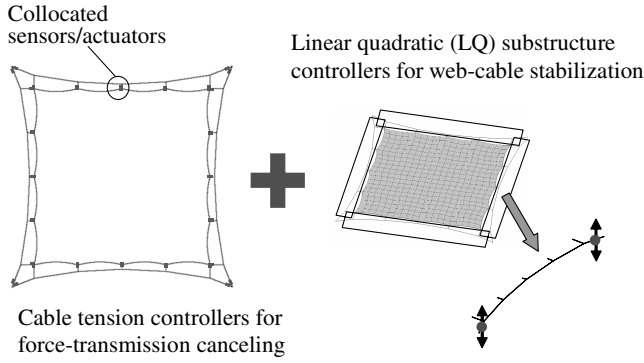 Collocated
sensors/actuators
Linear quadratic (LQ) substructure
controllers for web-cable stabilization
Cable tension controllers for
force-transmission canceling